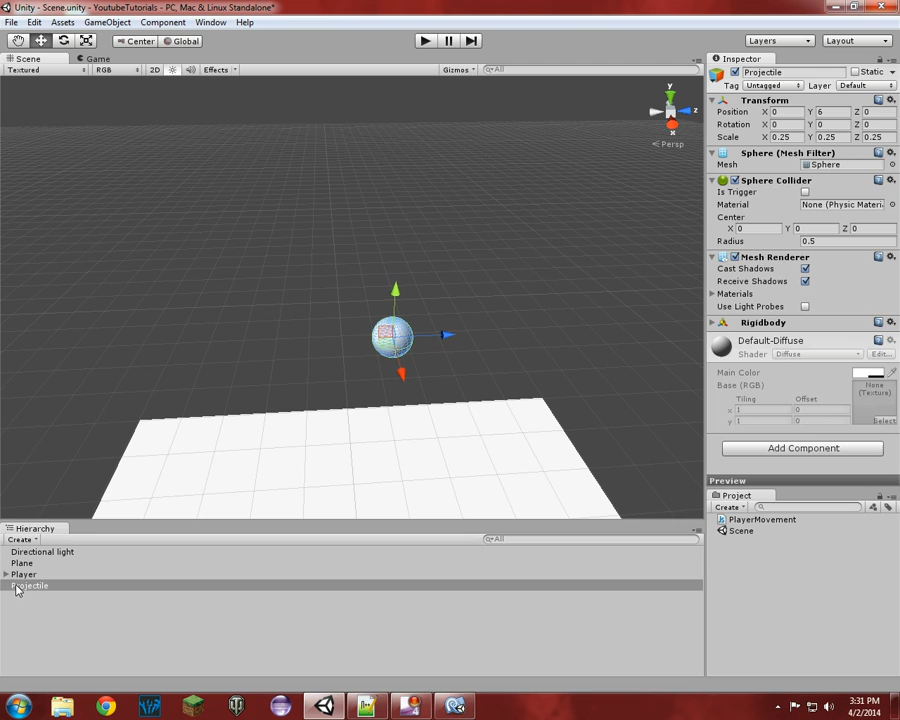 Unity - Scene.unity - YoutubeTutorials - PC, Mac & Linux Standalone*
File Edit Assets GameObject Component Window Help
Center Global Layers Layout
Scene Game
Textured RGB 2D Effects Gizmos All
y
z
x
Persp
Inspector
Projectile Static
Tag Untagged Layer Default
Transform
Position X 0 Y 6 Z 0
Rotation X 0 Y 0 Z 0
Scale X 0.25 Y 0.25 Z 0.25
Sphere (Mesh Filter)
Mesh Sphere
Sphere Collider
Is Trigger
Material None (Physic Materi
Center
X 0 Y 0 Z 0
Radius 0.5
Mesh Renderer
Cast Shadows
Receive Shadows
Materials
Use Light Probes
Rigidbody
Default-Diffuse
Shader Diffuse Edit...
Main Color
Base (RGB)
None
(Texture)
Tiling Offset
x 1 0
y 1 0
Select
Add Component
Preview
Project
Create
PlayerMovement
Scene
Hierarchy
Create All
Directional light
Plane
Player
Projectile
3:31 PM
4/2/2014